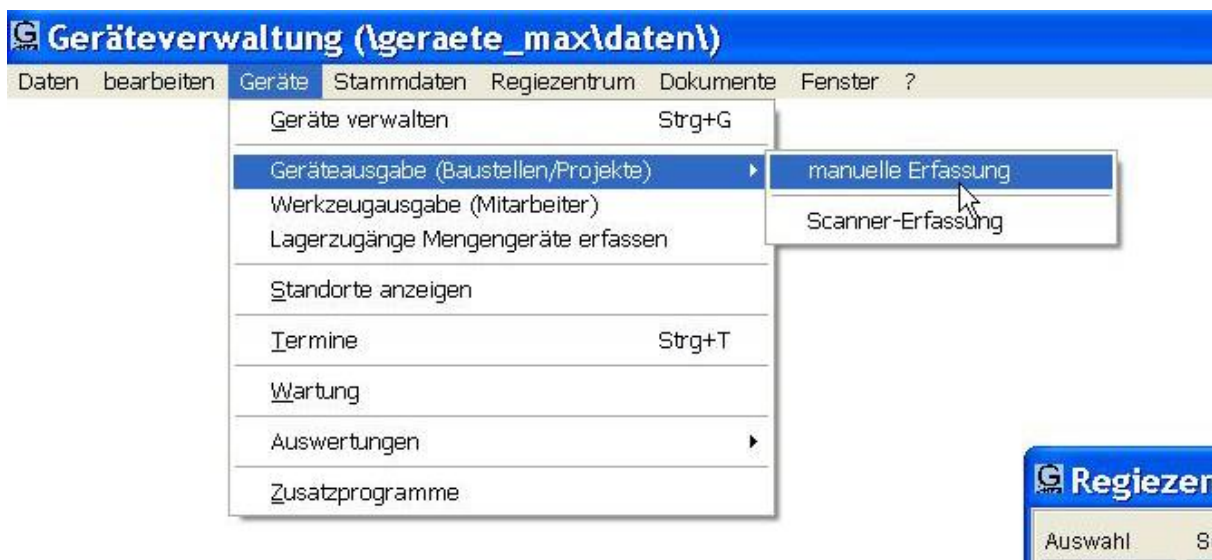 Geräteverwaltung (\geraete_max\daten\)
Daten bearbeiten Geräte Stammdaten Regiezentrum Dokumente Fenster ?
Geräte verwalten Strg+G
Geräteausgabe (Baustellen/Projekte)
manuelle Erfassung
Werkzeugausgabe (Mitarbeiter)
Scanner-Erfassung
Lagerzugänge Mengengeräte erfassen
Standorte anzeigen
Termine Strg+T
Wartung
Auswertungen
Zusatzprogramme
Regiezen
Auswahl S